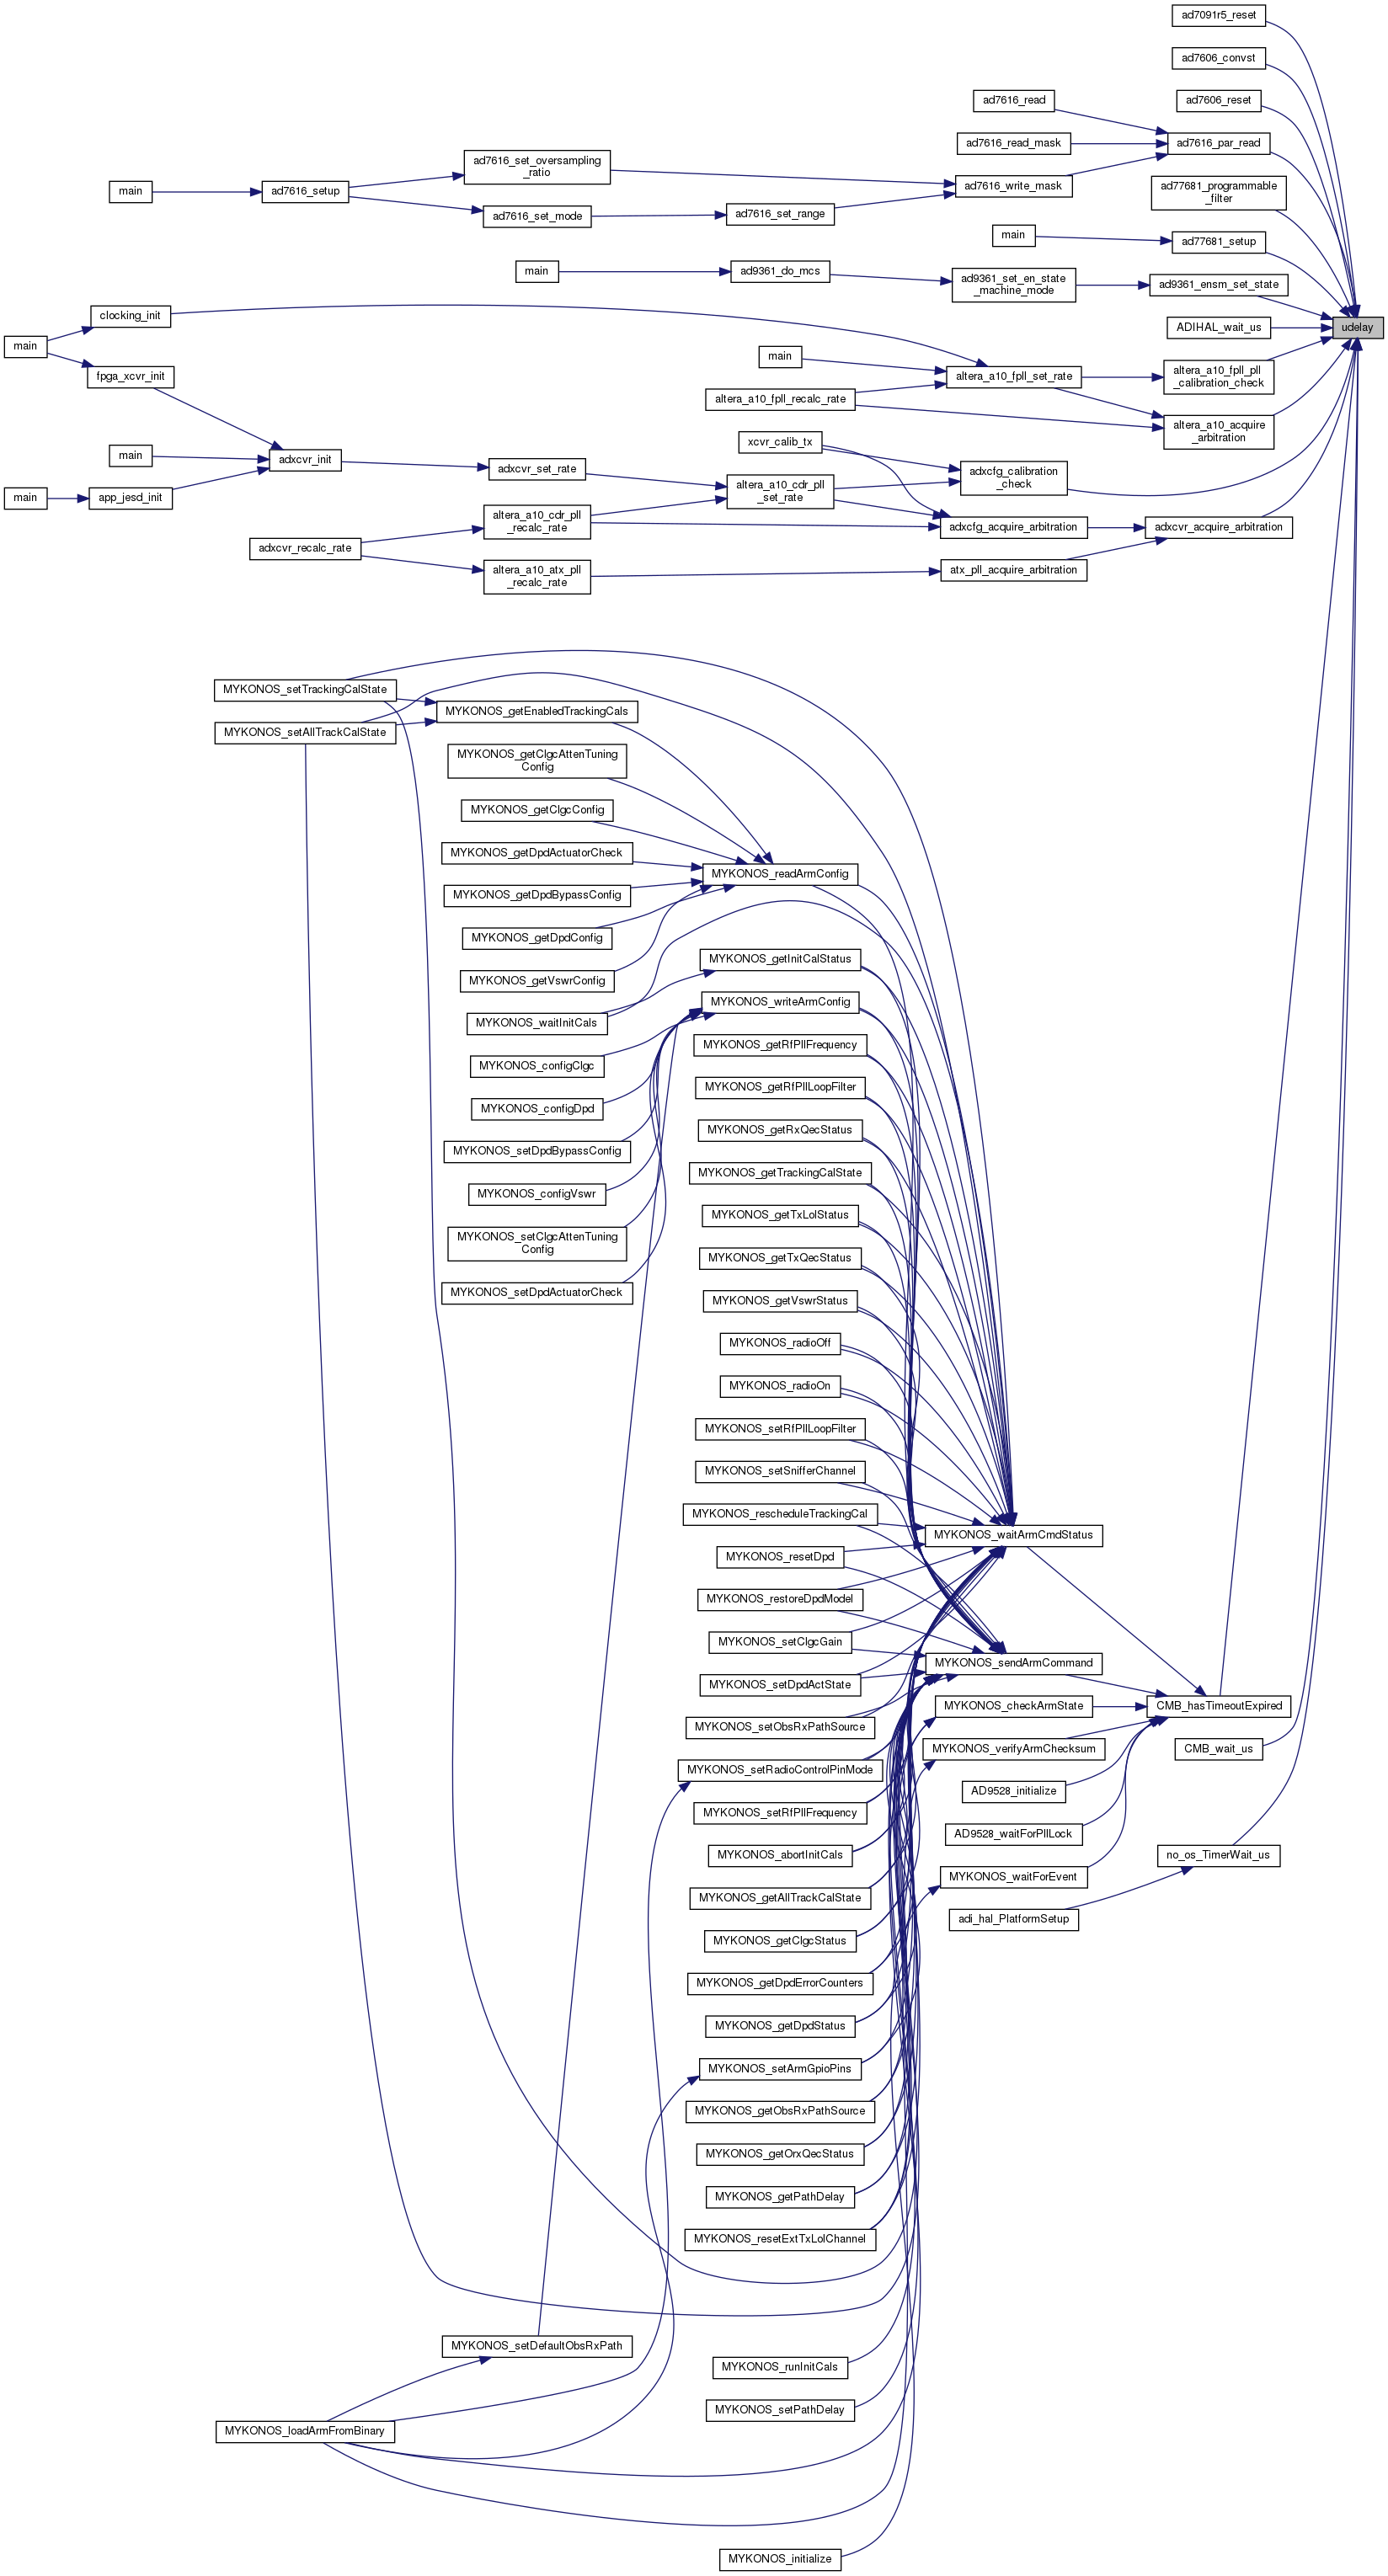 ad7091r5_reset
ad7606_convst
ad7606_reset
ad7616_read
ad7616_par_read
ad7616_read_mask
ad7616_set_oversampling
_ratio
ad77681_programmable
_filter
main
ad7616_setup
ad7616_write_mask
ad7616_set_mode
ad7616_set_range
main
ad77681_setup
main
ad9361_do_mcs
ad9361_set_en_state
_machine_mode
ad9361_ensm_set_state
clocking_init
ADIHAL_wait_us
udelay
main
main
fpga_xcvr_init
altera_a10_fpll_set_rate
altera_a10_fpll_pll
_calibration_check
altera_a10_fpll_recalc_rate
altera_a10_acquire
_arbitration
xcvr_calib_tx
main
adxcvr_init
adxcvr_set_rate
adxcfg_calibration
_check
main
app_jesd_init
altera_a10_cdr_pll
_set_rate
altera_a10_cdr_pll
_recalc_rate
adxcfg_acquire_arbitration
adxcvr_acquire_arbitration
adxcvr_recalc_rate
altera_a10_atx_pll
_recalc_rate
atx_pll_acquire_arbitration
MYKONOS_setTrackingCalState
MYKONOS_getEnabledTrackingCals
MYKONOS_setAllTrackCalState
MYKONOS_getClgcAttenTuning
Config
MYKONOS_getClgcConfig
MYKONOS_getDpdActuatorCheck
MYKONOS_readArmConfig
MYKONOS_getDpdBypassConfig
MYKONOS_getDpdConfig
MYKONOS_getInitCalStatus
MYKONOS_getVswrConfig
MYKONOS_writeArmConfig
MYKONOS_waitInitCals
MYKONOS_getRfPllFrequency
MYKONOS_configClgc
MYKONOS_getRfPllLoopFilter
MYKONOS_configDpd
MYKONOS_getRxQecStatus
MYKONOS_setDpdBypassConfig
MYKONOS_getTrackingCalState
MYKONOS_configVswr
MYKONOS_getTxLolStatus
MYKONOS_setClgcAttenTuning
Config
MYKONOS_getTxQecStatus
MYKONOS_setDpdActuatorCheck
MYKONOS_getVswrStatus
MYKONOS_radioOff
MYKONOS_radioOn
MYKONOS_setRfPllLoopFilter
MYKONOS_setSnifferChannel
MYKONOS_rescheduleTrackingCal
MYKONOS_waitArmCmdStatus
MYKONOS_resetDpd
MYKONOS_restoreDpdModel
MYKONOS_setClgcGain
MYKONOS_sendArmCommand
MYKONOS_setDpdActState
MYKONOS_checkArmState
CMB_hasTimeoutExpired
MYKONOS_setObsRxPathSource
MYKONOS_verifyArmChecksum
CMB_wait_us
MYKONOS_setRadioControlPinMode
AD9528_initialize
MYKONOS_setRfPllFrequency
AD9528_waitForPllLock
MYKONOS_abortInitCals
no_os_TimerWait_us
MYKONOS_waitForEvent
MYKONOS_getAllTrackCalState
adi_hal_PlatformSetup
MYKONOS_getClgcStatus
MYKONOS_getDpdErrorCounters
MYKONOS_getDpdStatus
MYKONOS_setArmGpioPins
MYKONOS_getObsRxPathSource
MYKONOS_getOrxQecStatus
MYKONOS_getPathDelay
MYKONOS_resetExtTxLolChannel
MYKONOS_setDefaultObsRxPath
MYKONOS_runInitCals
MYKONOS_setPathDelay
MYKONOS_loadArmFromBinary
MYKONOS_initialize